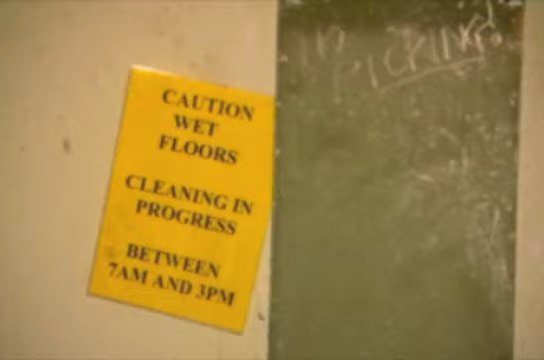 CAUTION
WET
FLOORS
CLEANING IN
PROGRESS
BETWEEN
7AM AND 3PM
PICKING!